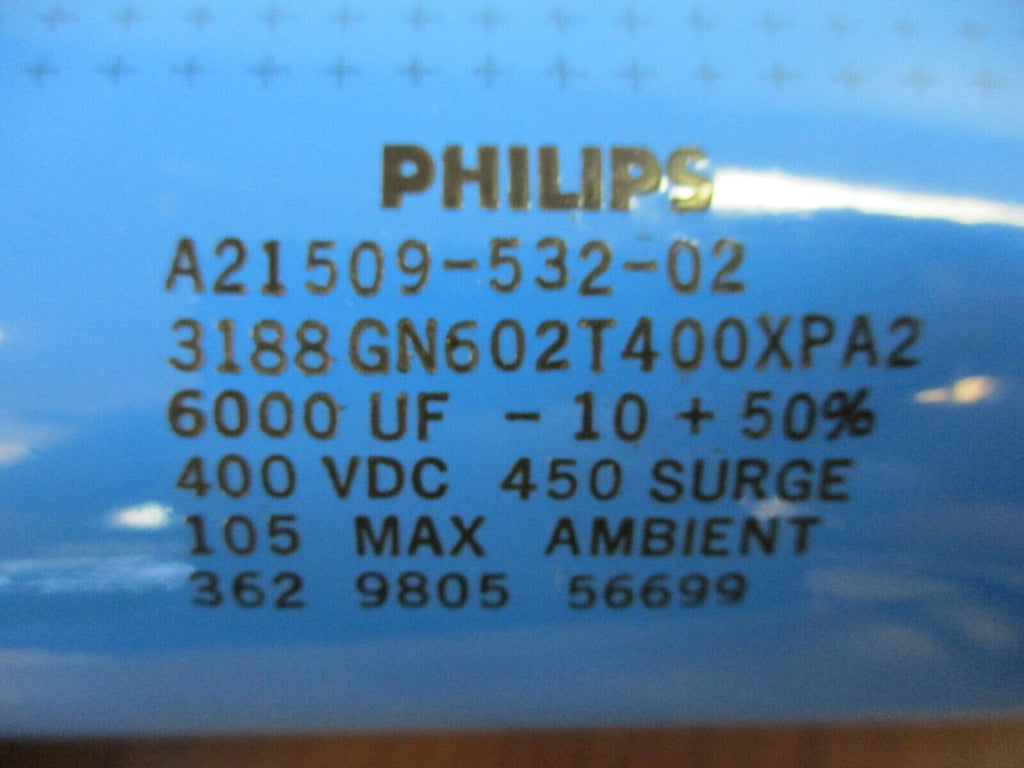 PHILIPS
A21509-532-02
3188GN602T400XPA2
6000 UF - 10 + 50%
400 VDC 450 SURGE
105 MAX AMBIENT
362 9805 56699